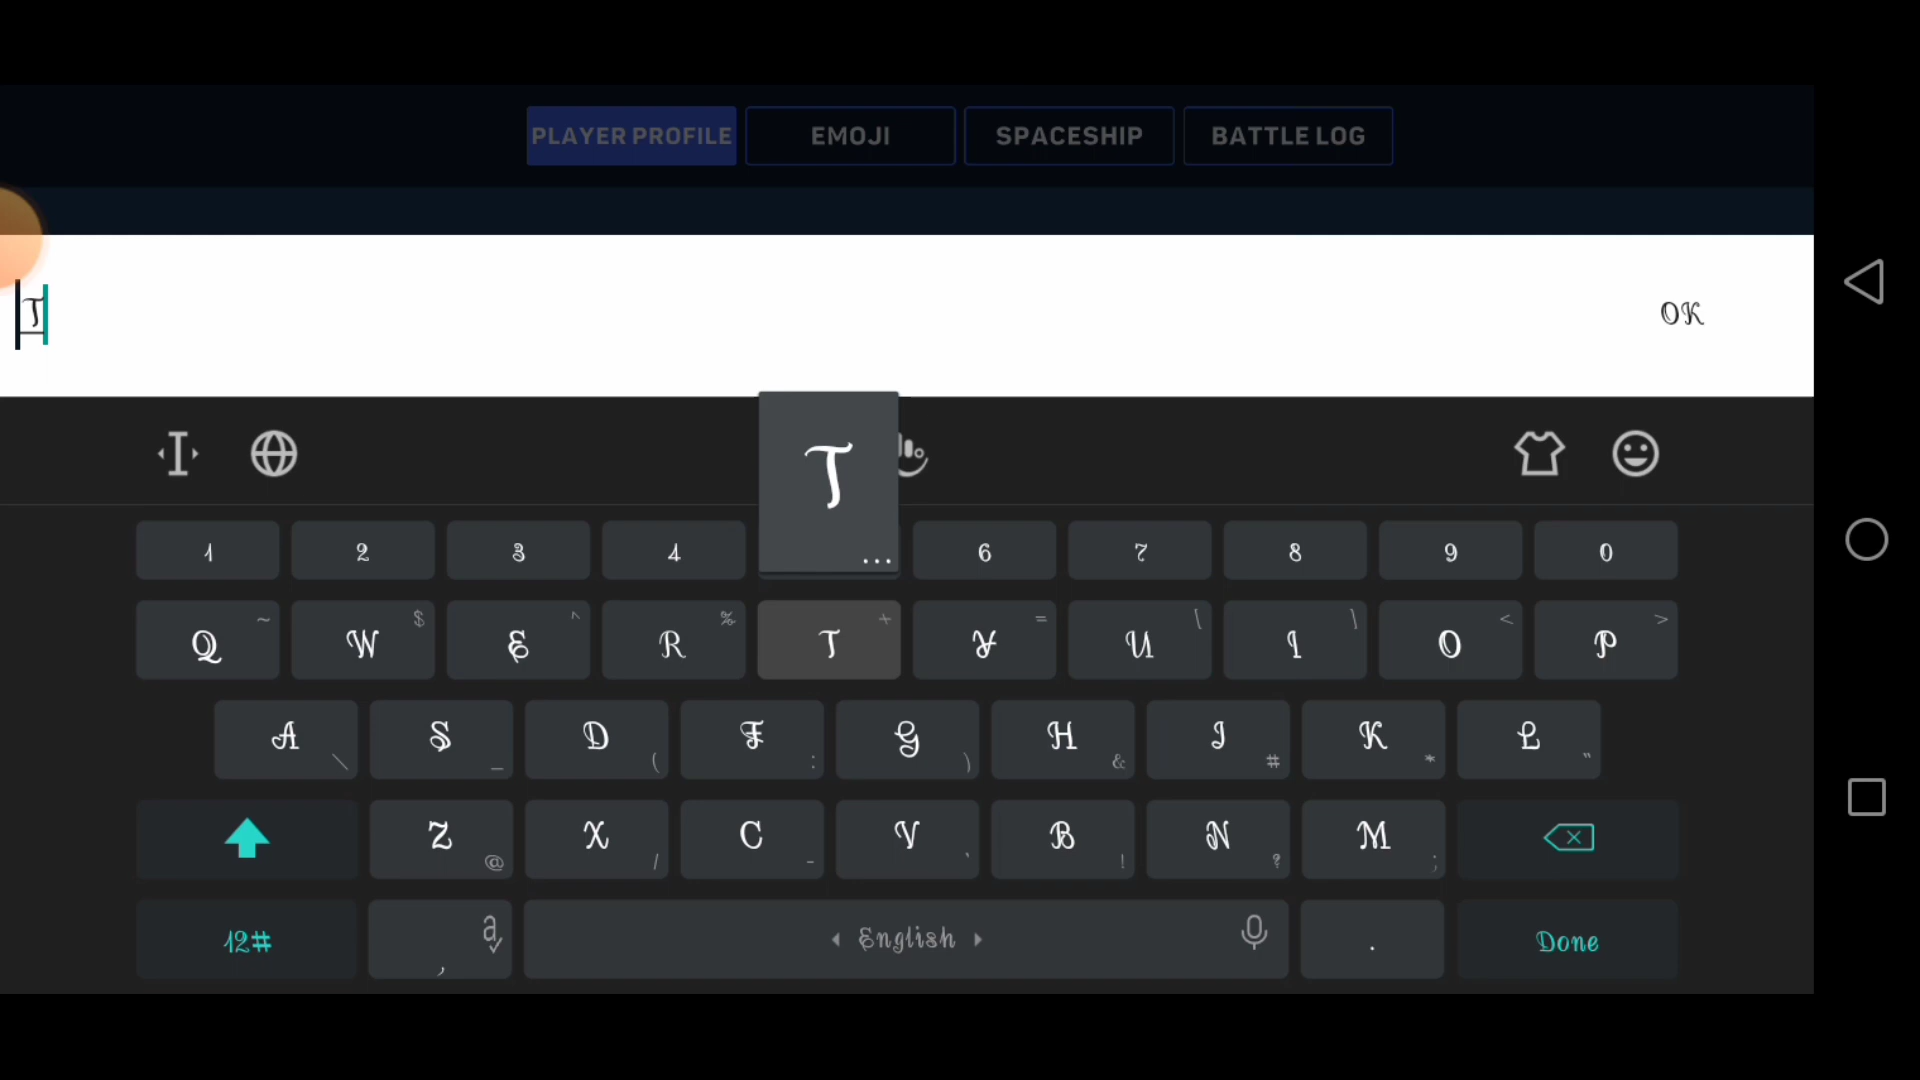 PLAYER PROFILE EMOJI SPACESHIP BATTLE LOG
T OK
T
...
1 2 3 4 6 7 8 9 0
Q ~ W $ E ^ R % T + Y = U [ I ] O < P >
A \ S _ D ( F : G ) H & J # K * L "
Z @ X / C - V ' B ! N ? M ;
12# , a English . Done